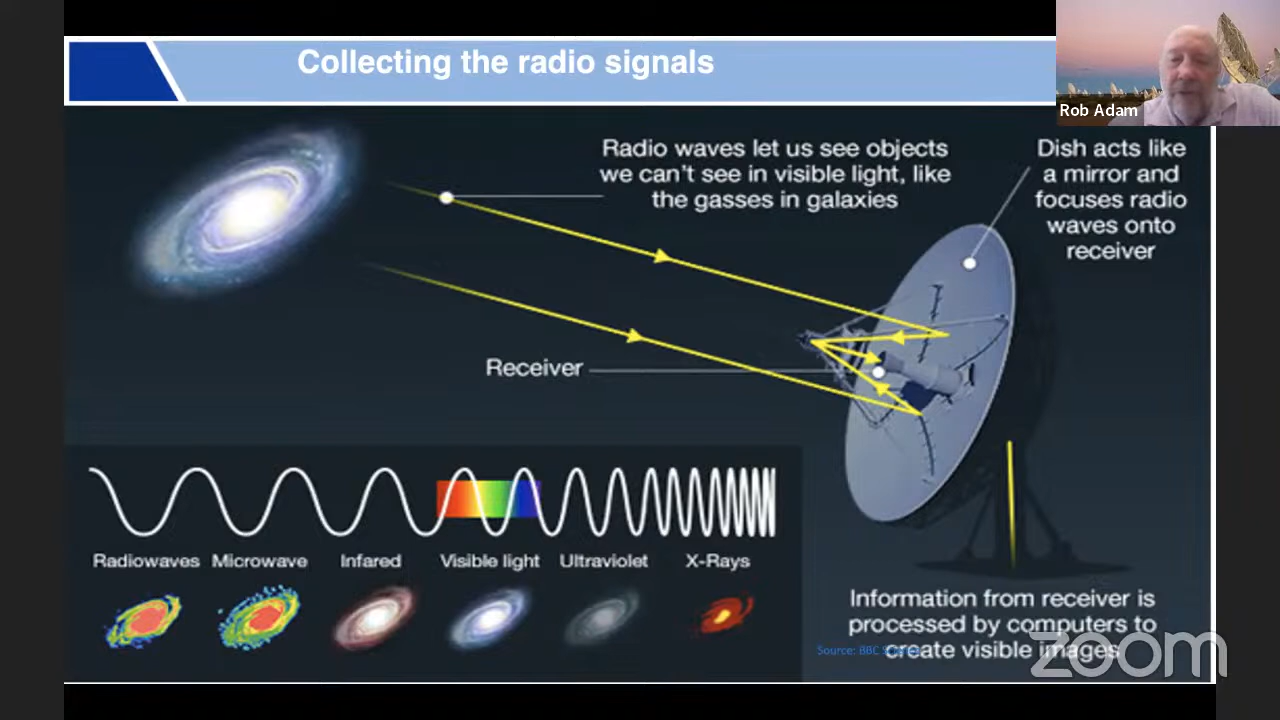 Collecting the radio signals
Rob Adam
Radio waves let us see objects
we can't see in visible light, like
the gasses in galaxies
Dish acts like
a mirror and
focuses radio
waves onto
receiver
Receiver
Radiowaves Microwave Infared Visible light Ultraviolet X-Rays
Information from receiver is
processed by computers to
create visible images
Source: BBC
zoom